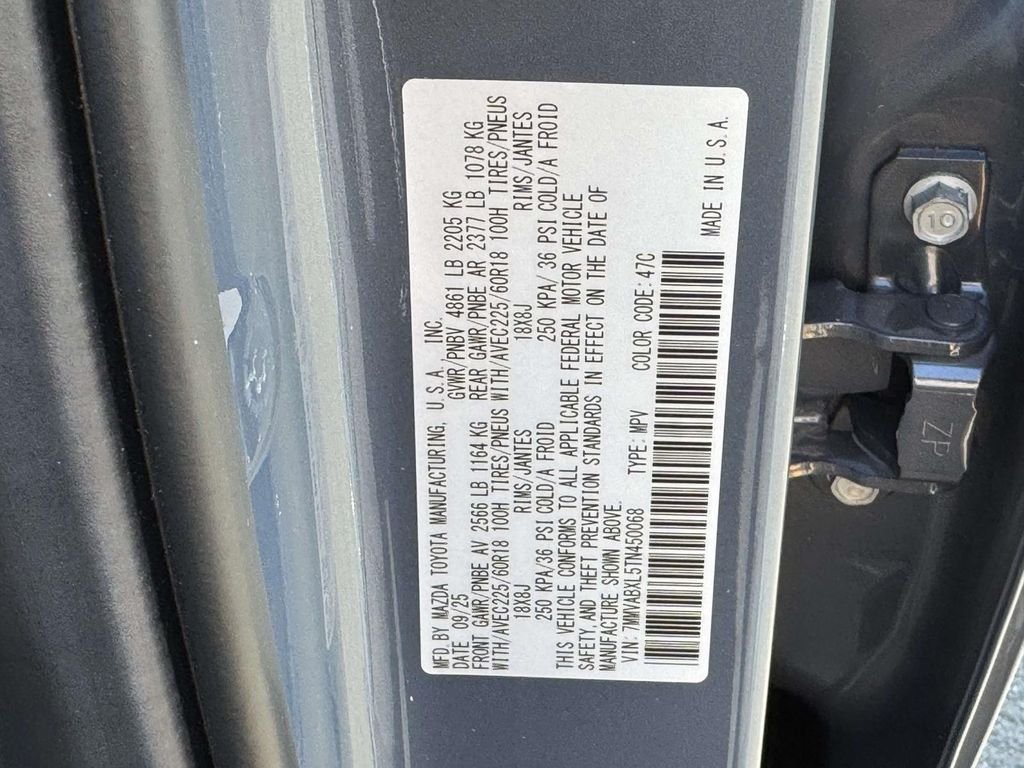 MFD. BY MAZDA TOYOTA MANUFACTURING, U.S.A., INC.
DATE 09/25 GVWR/PNBV 4861 LB 2205 KG
FRONT GAWR/PNBE AV 2566 LB 1164 KG REAR GAWR/PNBE AR 2377 LB 1078 KG
WITH/AVEC225/60R18 100H TIRES/PNEUS WITH/AVEC225/60R18 100H TIRES/PNEUS
18X8J RIMS/JANTES 18X8J RIMS/JANTES
250 KPA/36 PSI COLD/A FROID 250 KPA/ 36 PSI COLD/A FROID
THIS VEHICLE CONFORMS TO ALL APPLICABLE FEDERAL MOTOR VEHICLE
SAFETY AND THEFT PREVENTION STANDARDS IN EFFECT ON THE DATE OF
MANUFACTURE SHOWN ABOVE.
VIN: 7MMVABXL5TN450068 TYPE: MPV COLOR CODE: 47C
MADE IN U.S.A.
10
ZP